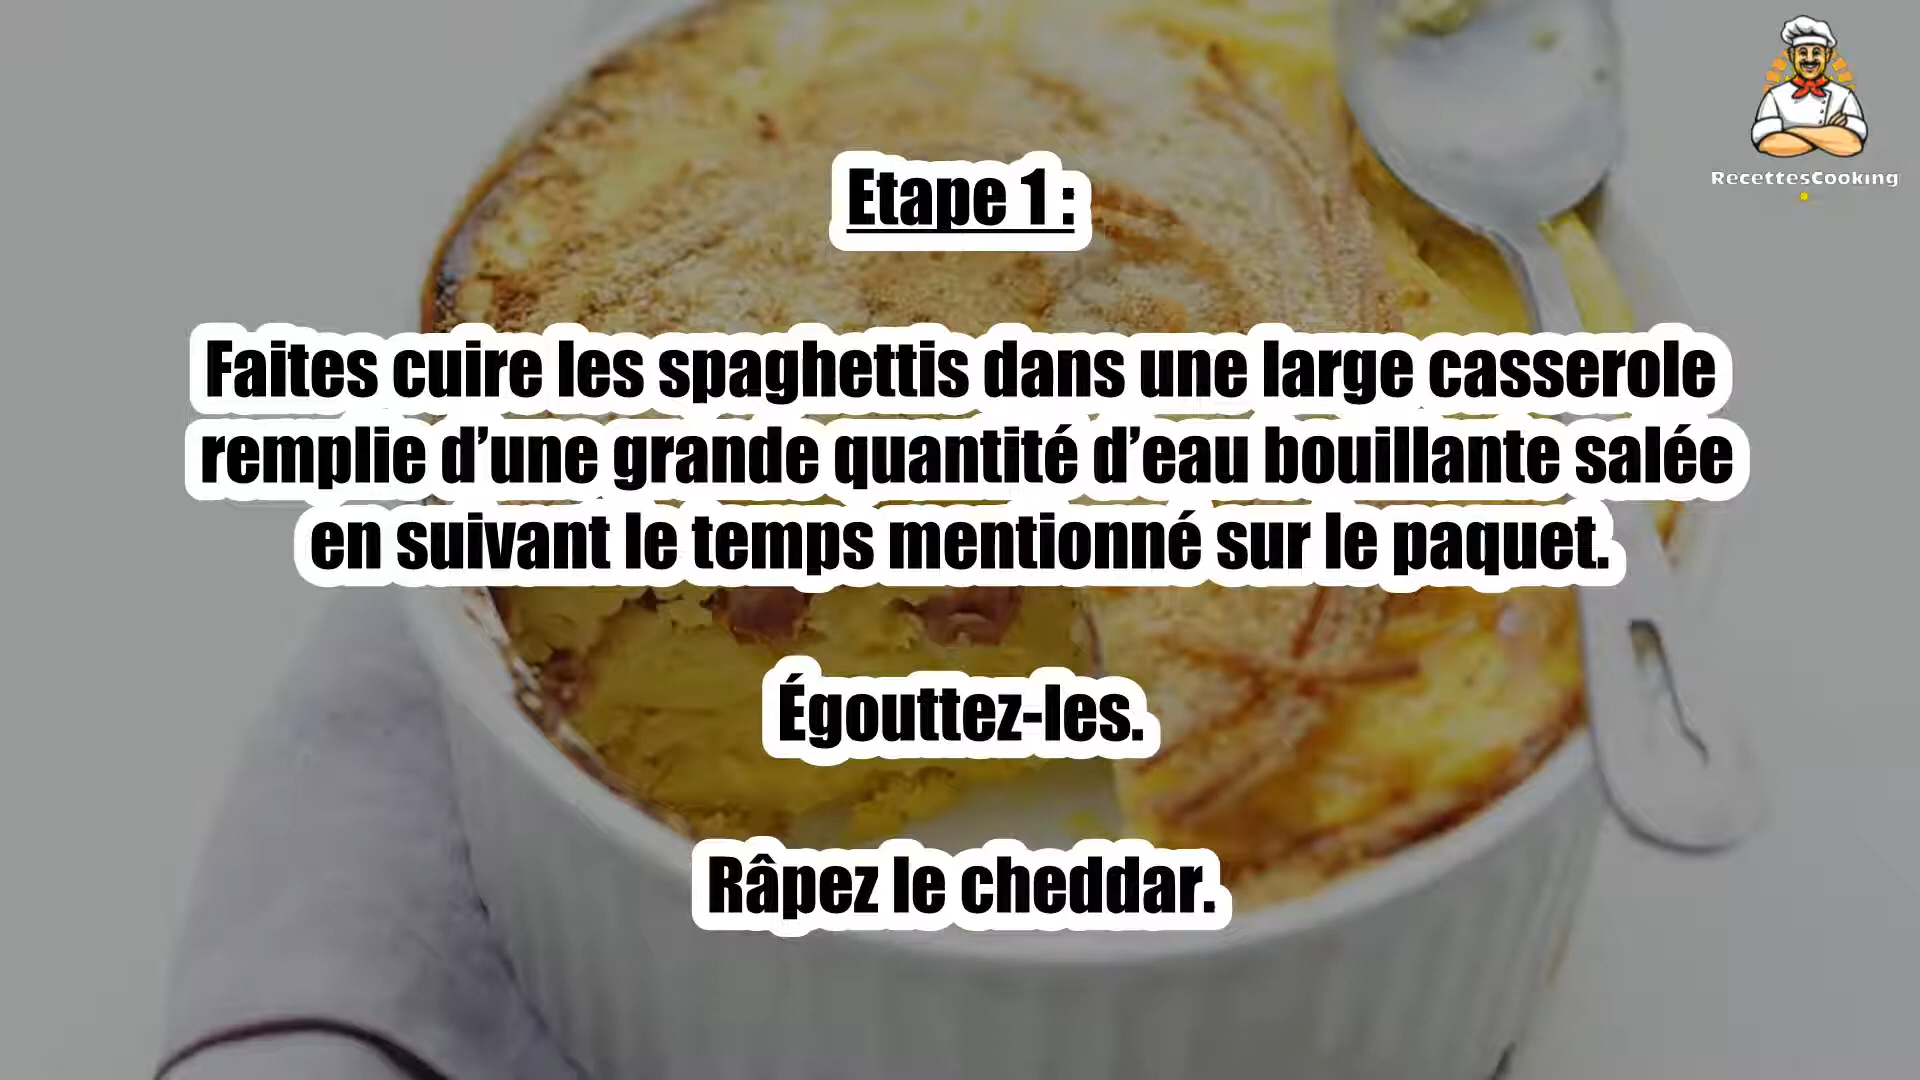 RecettesCooking
Etape 1 :
Faites cuire les spaghettis dans une large casserole
remplie d’une grande quantité d’eau bouillante salée
en suivant le temps mentionné sur le paquet.
Égouttez-les.
Râpez le cheddar.